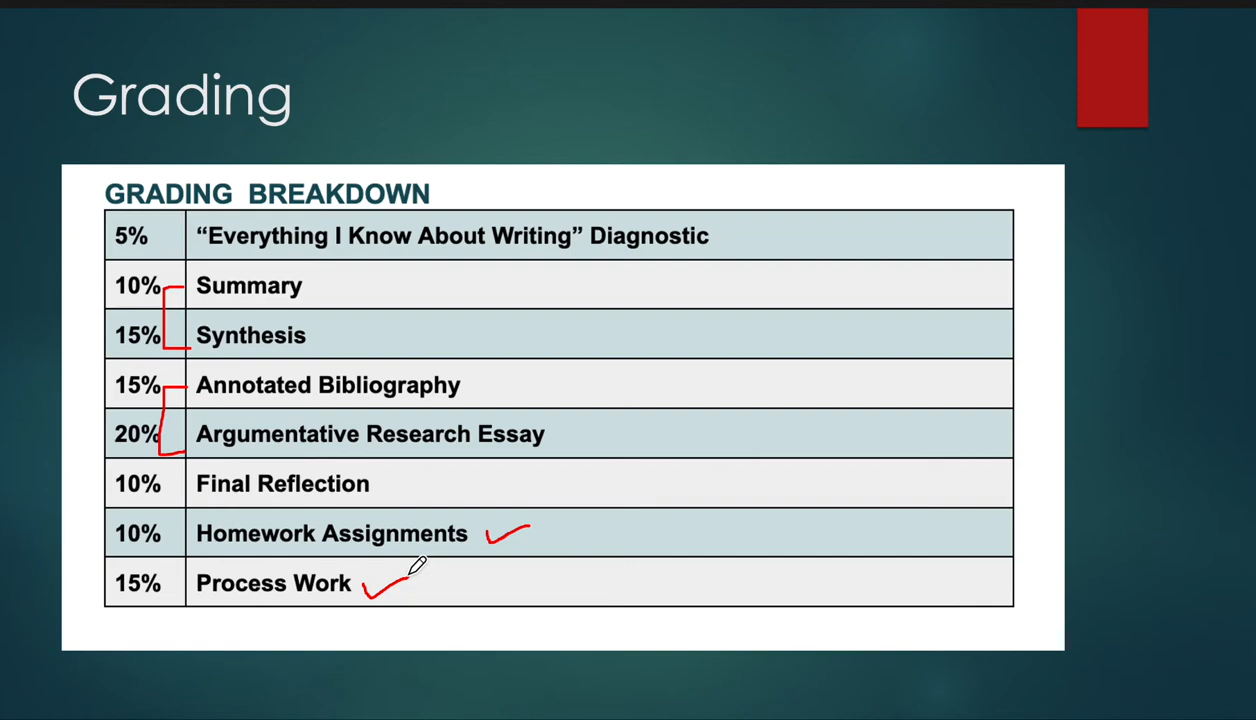 Grading
GRADING BREAKDOWN
5% “Everything I Know About Writing” Diagnostic
10% Summary
15% Synthesis
15% Annotated Bibliography
20% Argumentative Research Essay
10% Final Reflection
10% Homework Assignments
15% Process Work